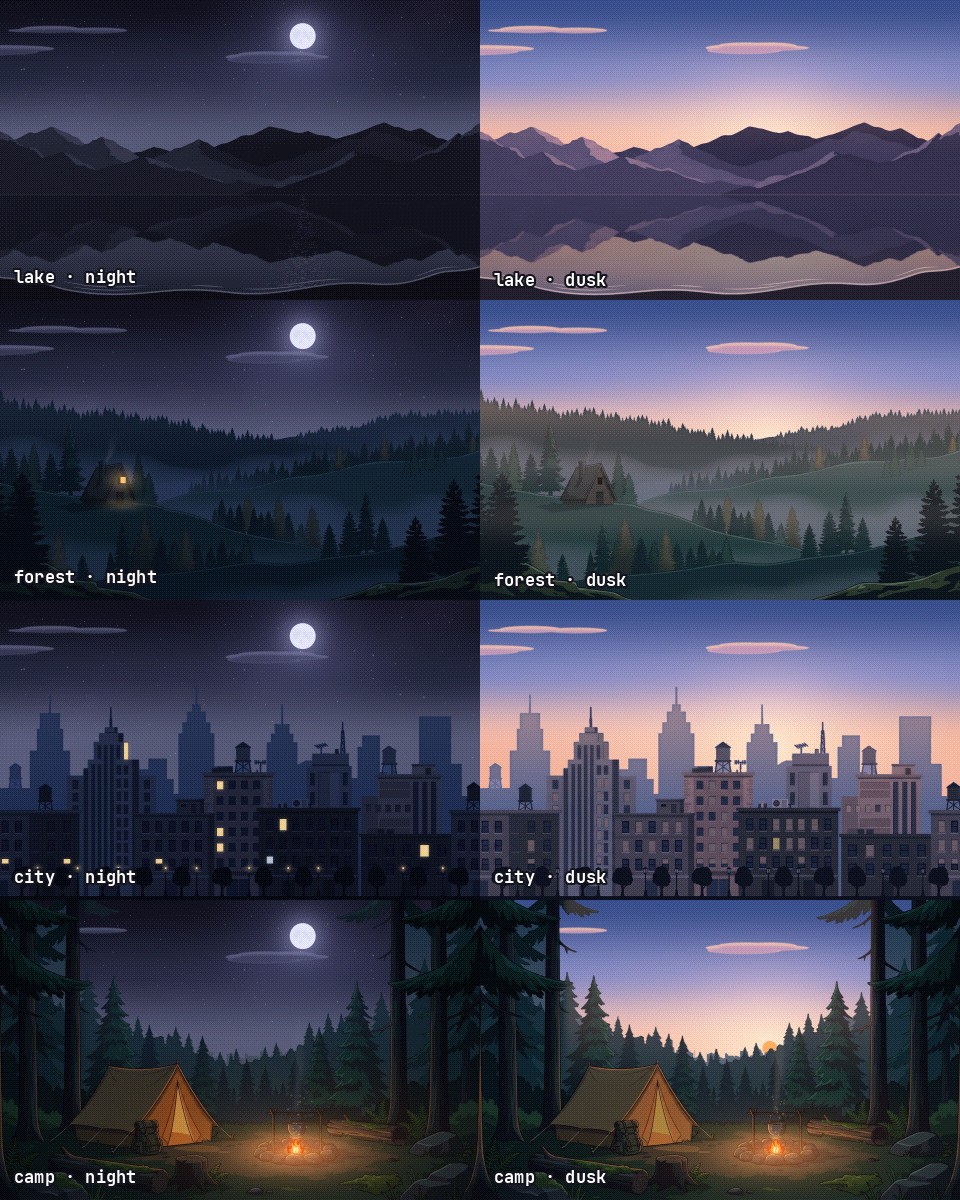 lake · night
lake · dusk
forest · night
forest · dusk
city · night
city · dusk
camp · night
camp · dusk